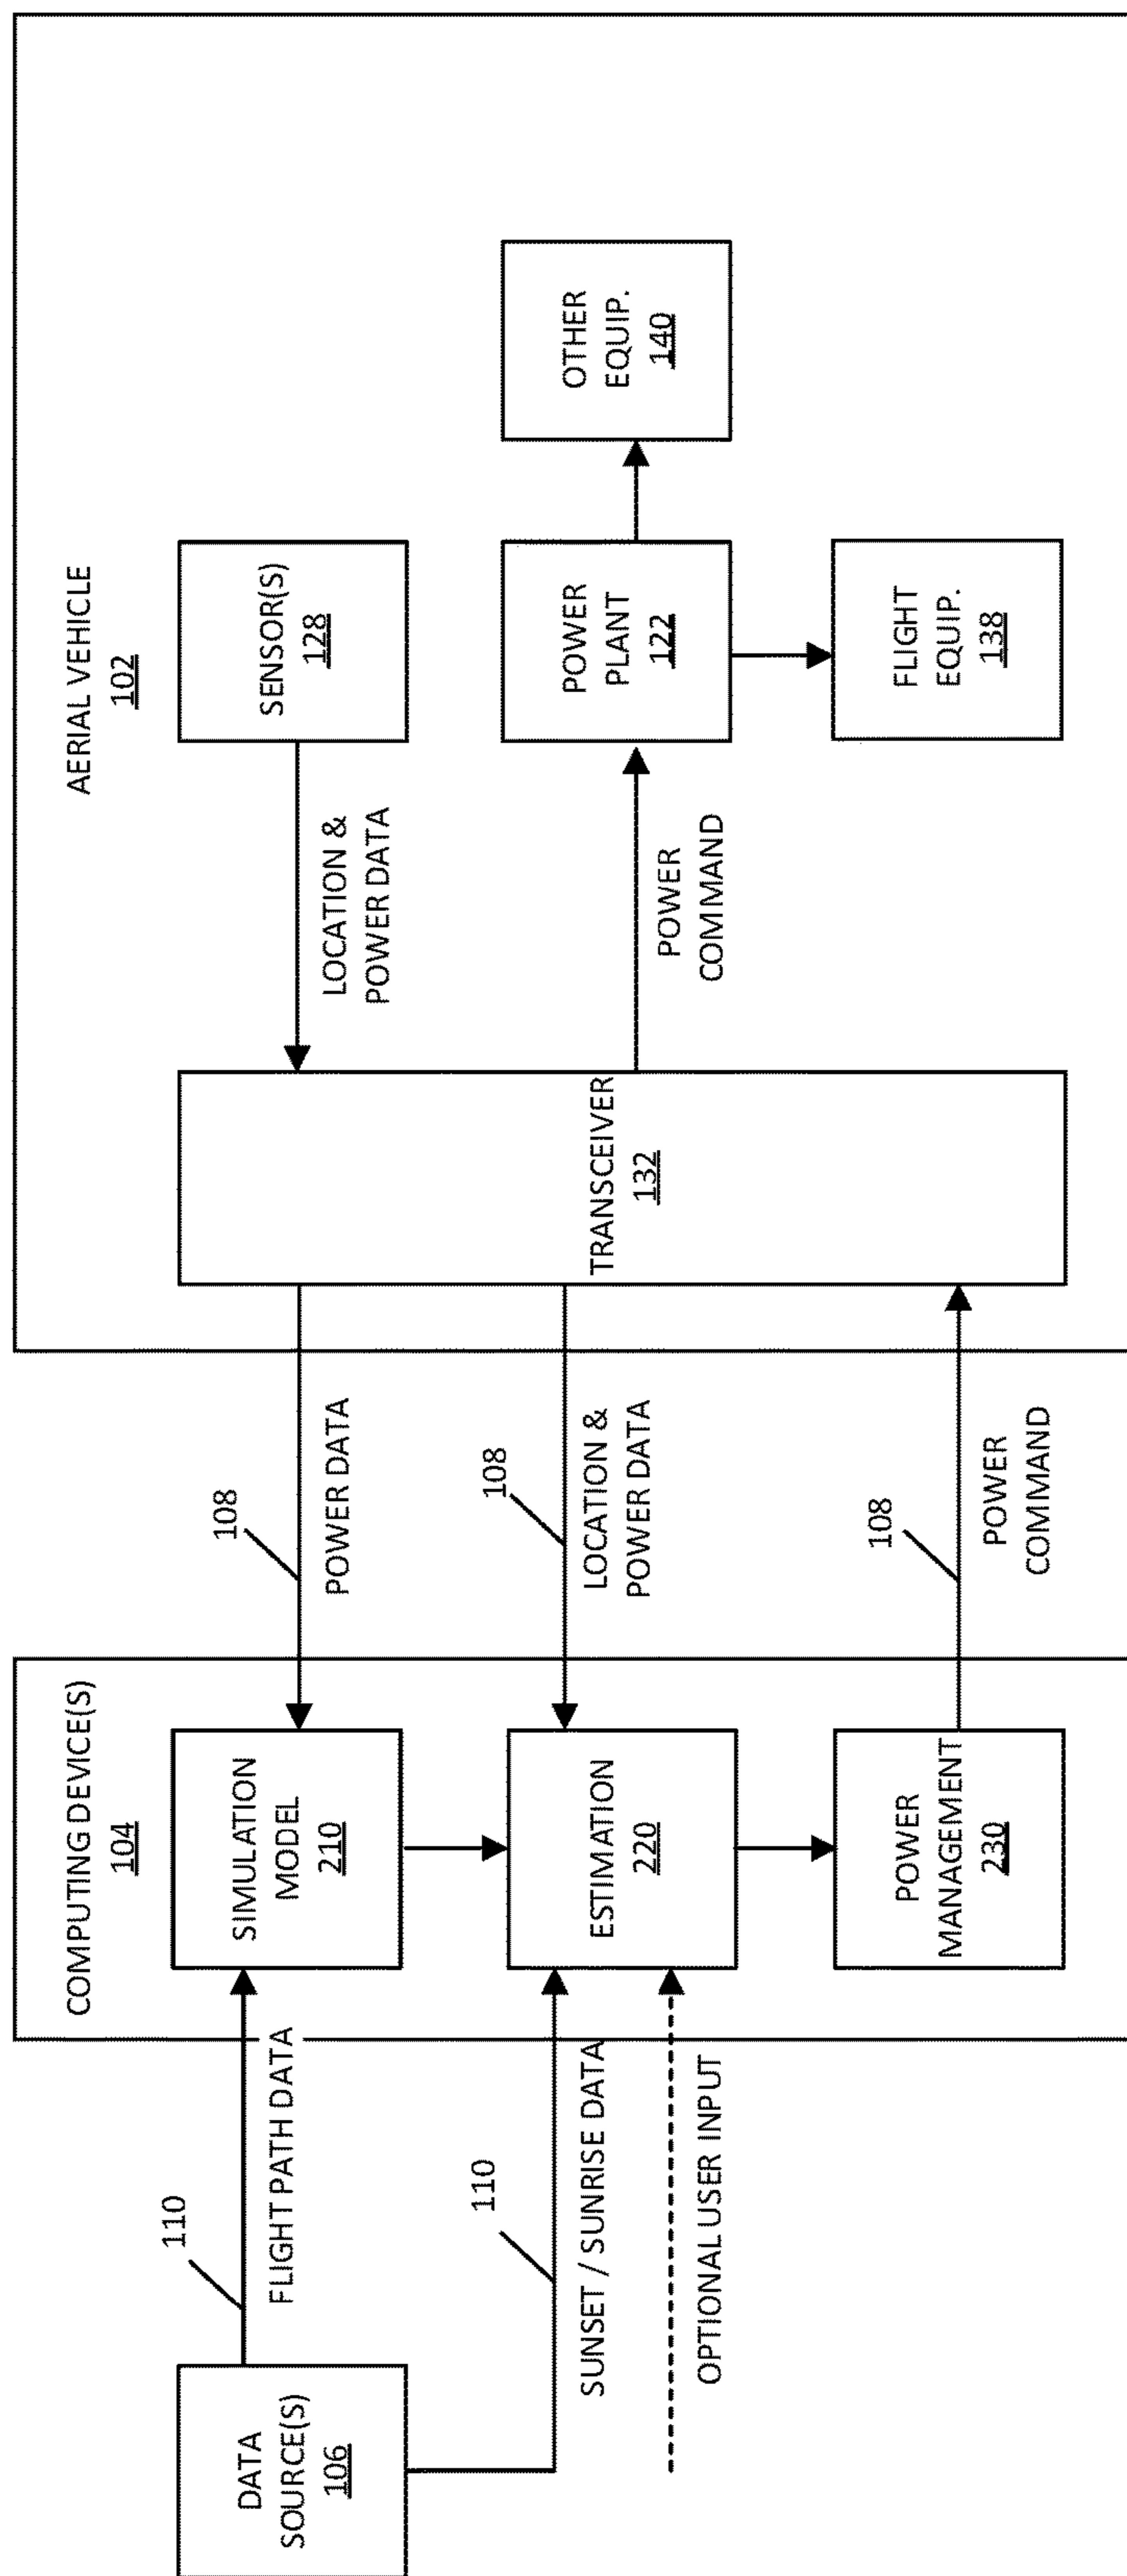 DATA
SOURCE(S)
106
110
FLIGHT PATH DATA
110
SUNSET / SUNRISE DATA
OPTIONAL USER INPUT
COMPUTING DEVICE(S)
104
SIMULATION
MODEL
210
ESTIMATION
220
POWER
MANAGEMENT
230
108
POWER DATA
108
LOCATION &
POWER DATA
108
POWER
COMMAND
AERIAL VEHICLE
102
TRANSCEIVER
132
LOCATION &
POWER DATA
POWER
COMMAND
SENSOR(S)
128
POWER
PLANT
122
FLIGHT
EQUIP.
138
OTHER
EQUIP.
140